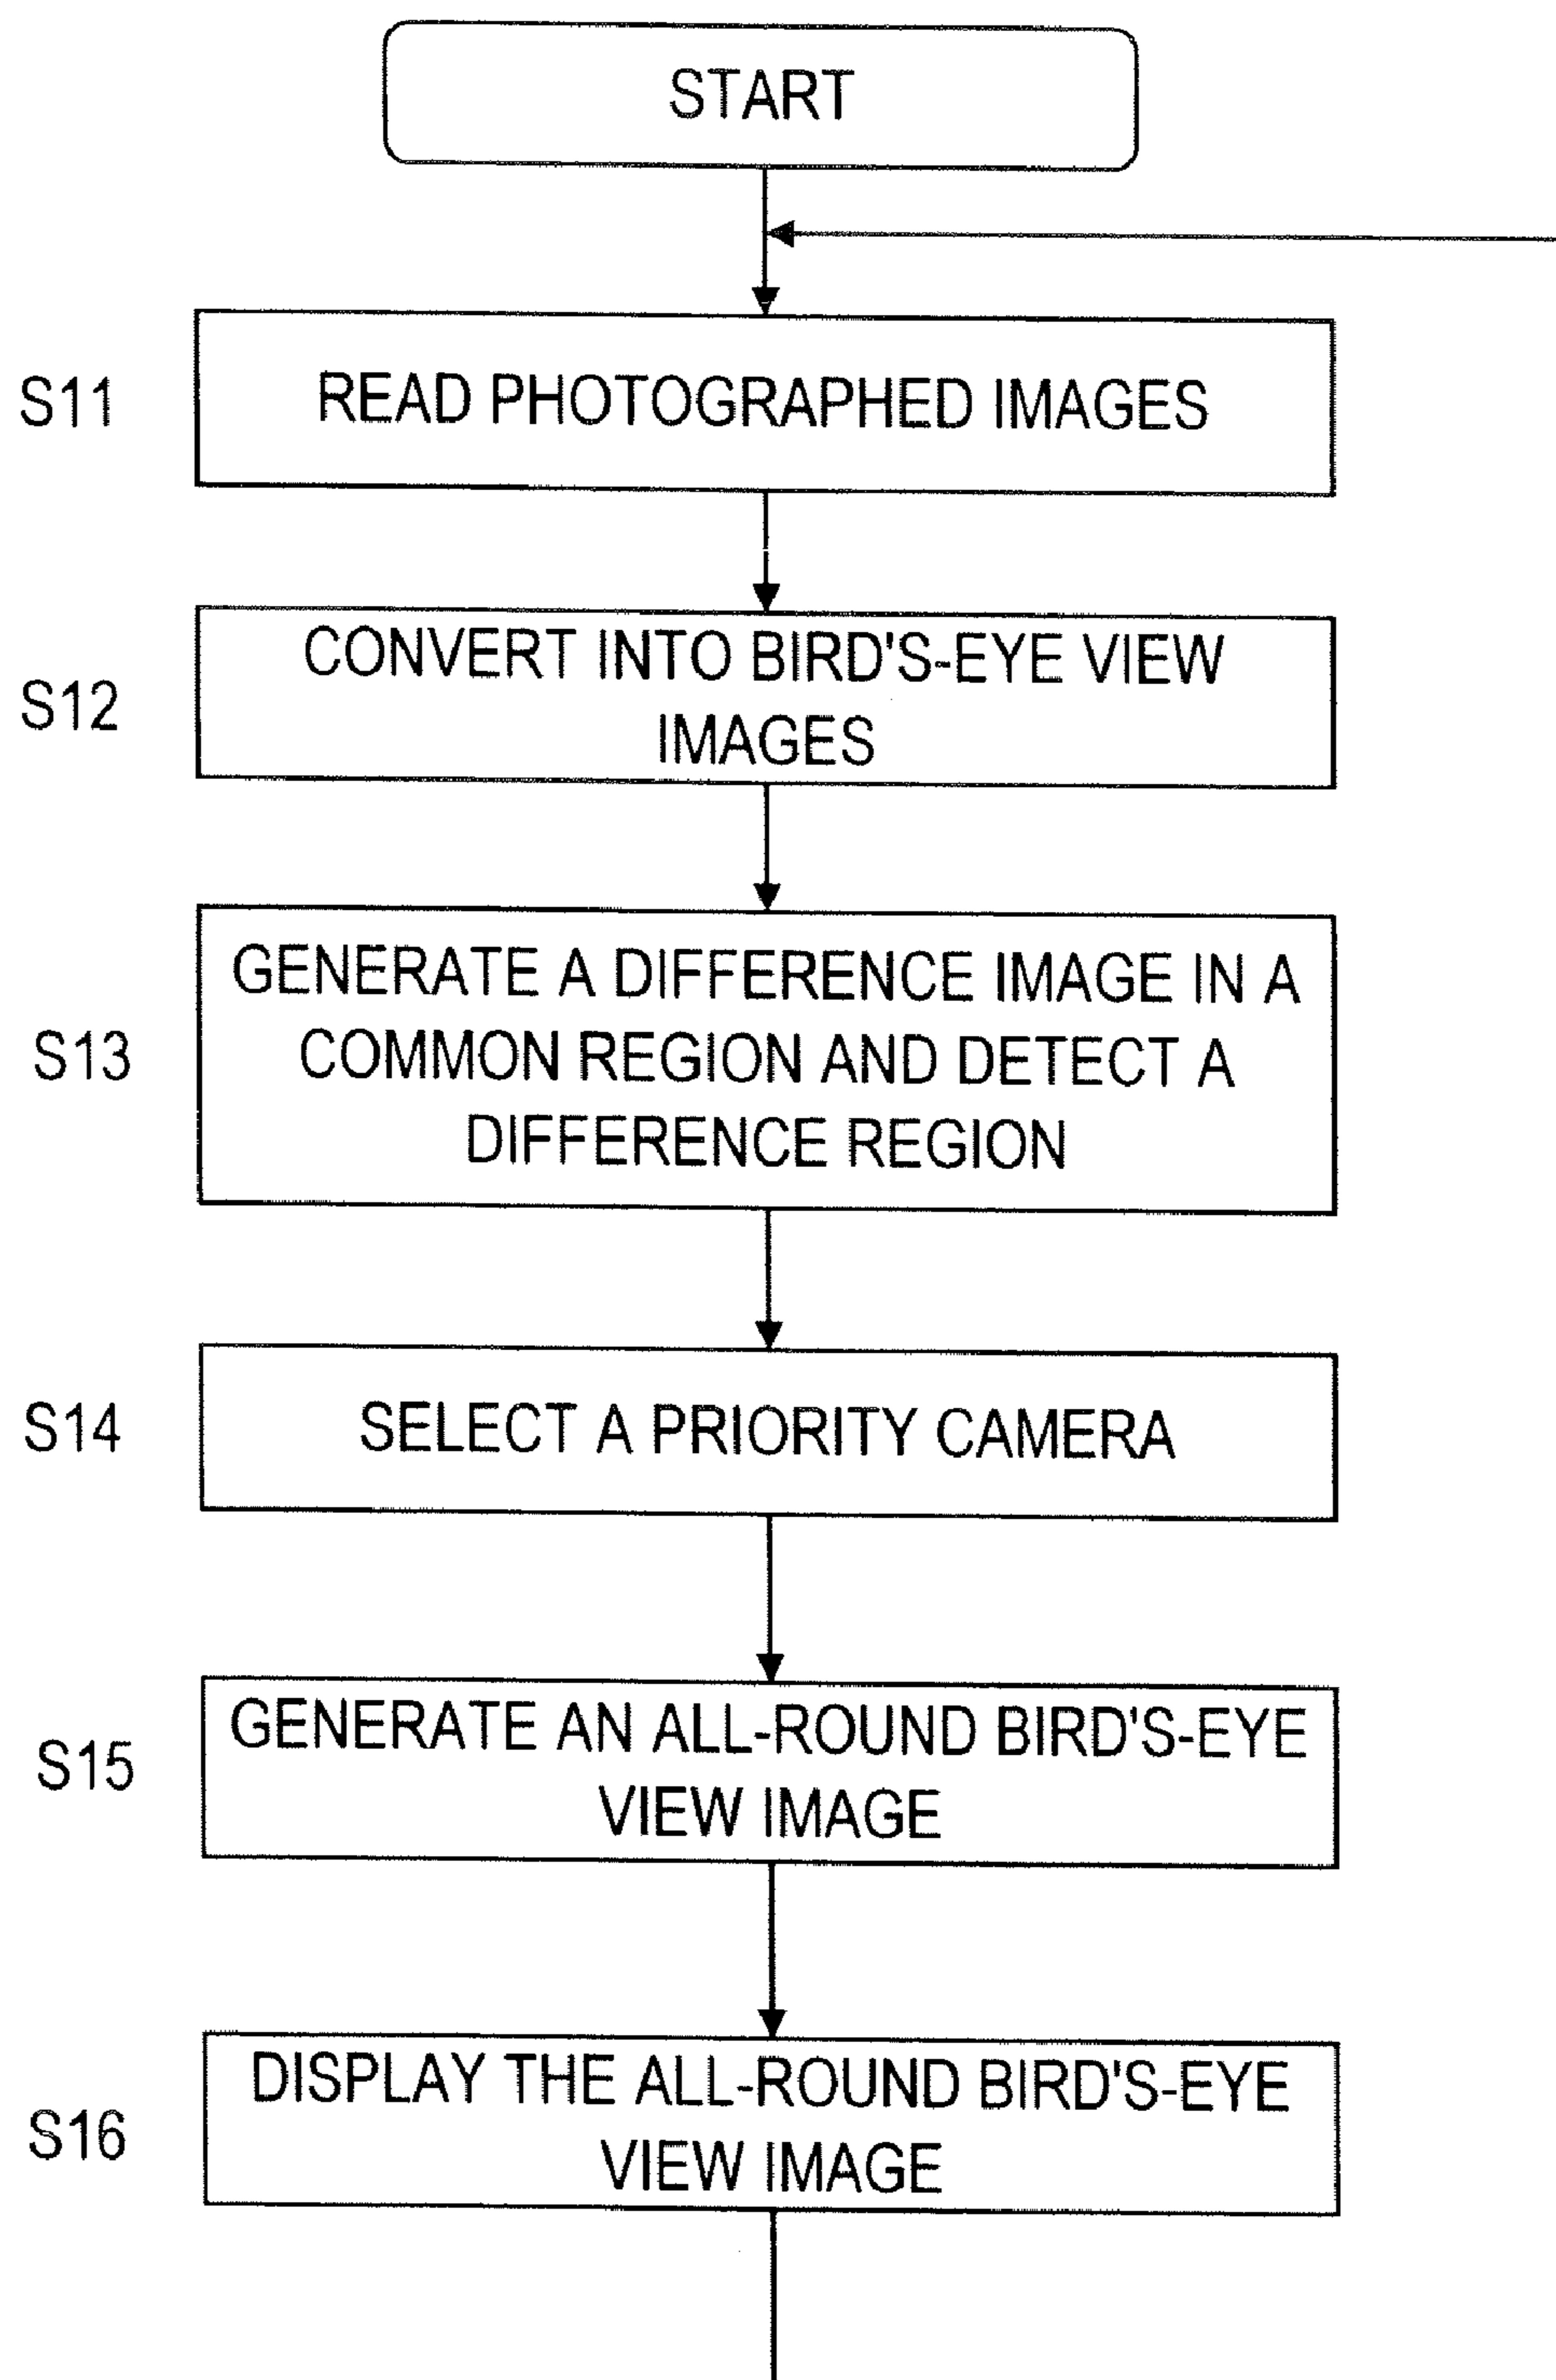 START
S11
READ PHOTOGRAPHED IMAGES
S12
CONVERT INTO BIRD'S-EYE VIEW
IMAGES
S13
GENERATE A DIFFERENCE IMAGE IN A
COMMON REGION AND DETECT A
DIFFERENCE REGION
S14
SELECT A PRIORITY CAMERA
S15
GENERATE AN ALL-ROUND BIRD'S-EYE
VIEW IMAGE
S16
DISPLAY THE ALL-ROUND BIRD'S-EYE
VIEW IMAGE